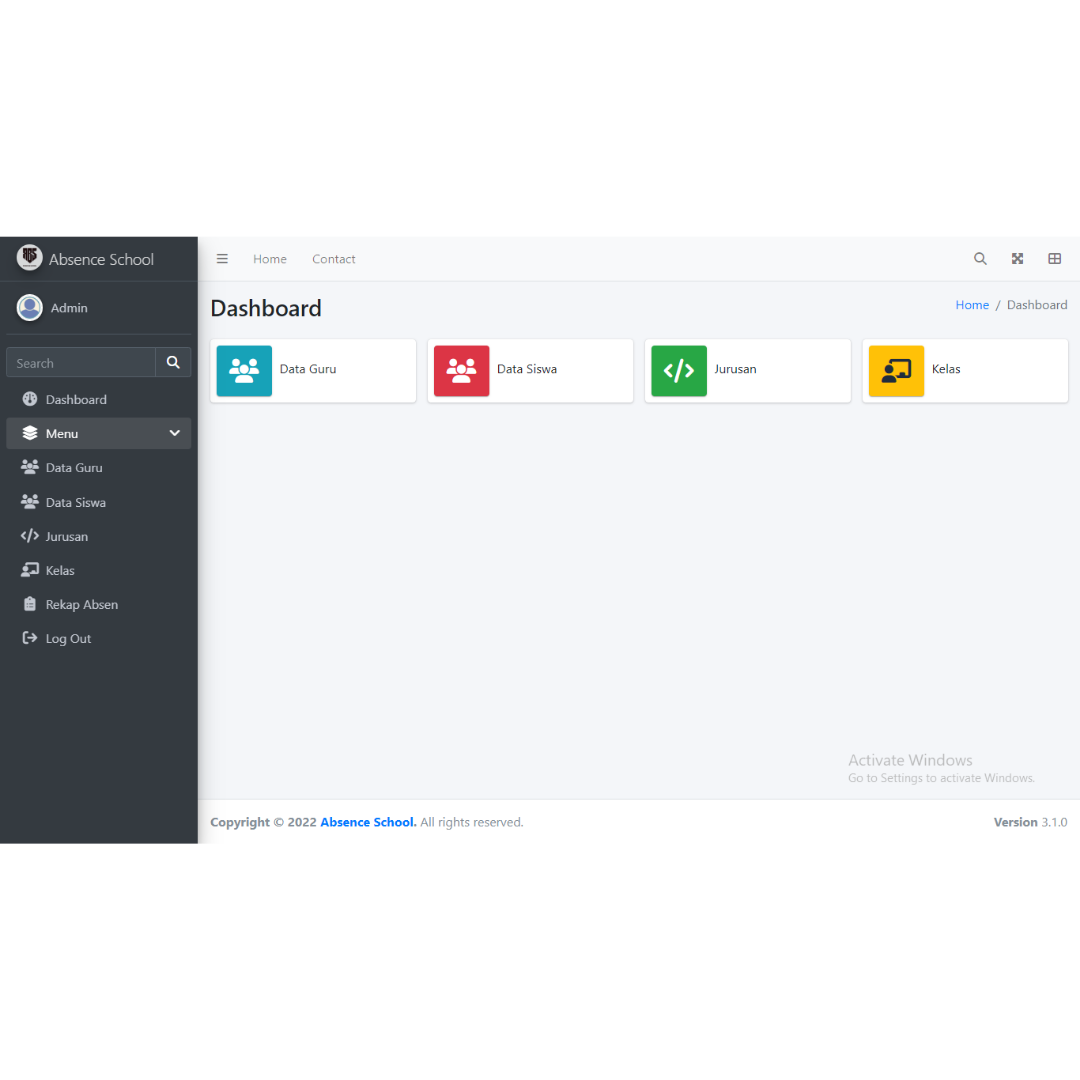 Absence School
Home
Contact
Admin
Dashboard
Home / Dashboard
Search
Data Guru
Data Siswa
Jurusan
Kelas
Dashboard
Menu
Data Guru
Data Siswa
Jurusan
Kelas
Rekap Absen
Log Out
Activate Windows
Go to Settings to activate Windows.
Copyright © 2022 Absence School. All rights reserved.
Version 3.1.0